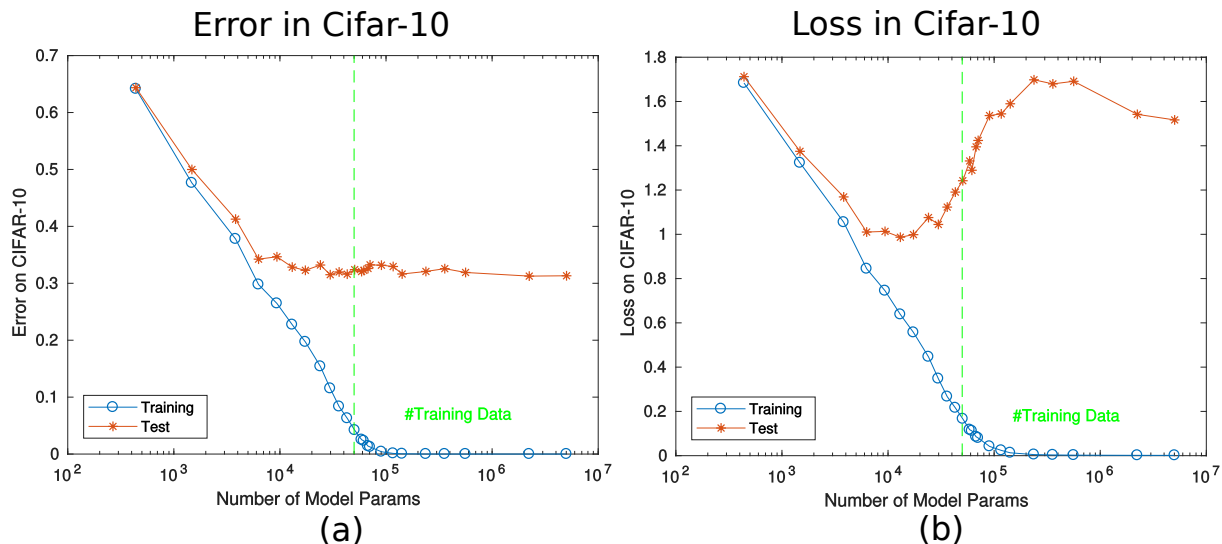 Error in Cifar-10
0.7
0.6
0.5
0.4
0.3
0.2
0.1
0
Error on CIFAR-10
Training
Test
#Training Data
10^2
10^3
10^4
10^5
10^6
10^7
Number of Model Params
(a)
Loss in Cifar-10
1.8
1.6
1.4
1.2
1
0.8
0.6
0.4
0.2
0
Loss on CIFAR-10
Training
Test
#Training Data
10^2
10^3
10^4
10^5
10^6
10^7
Number of Model Params
(b)